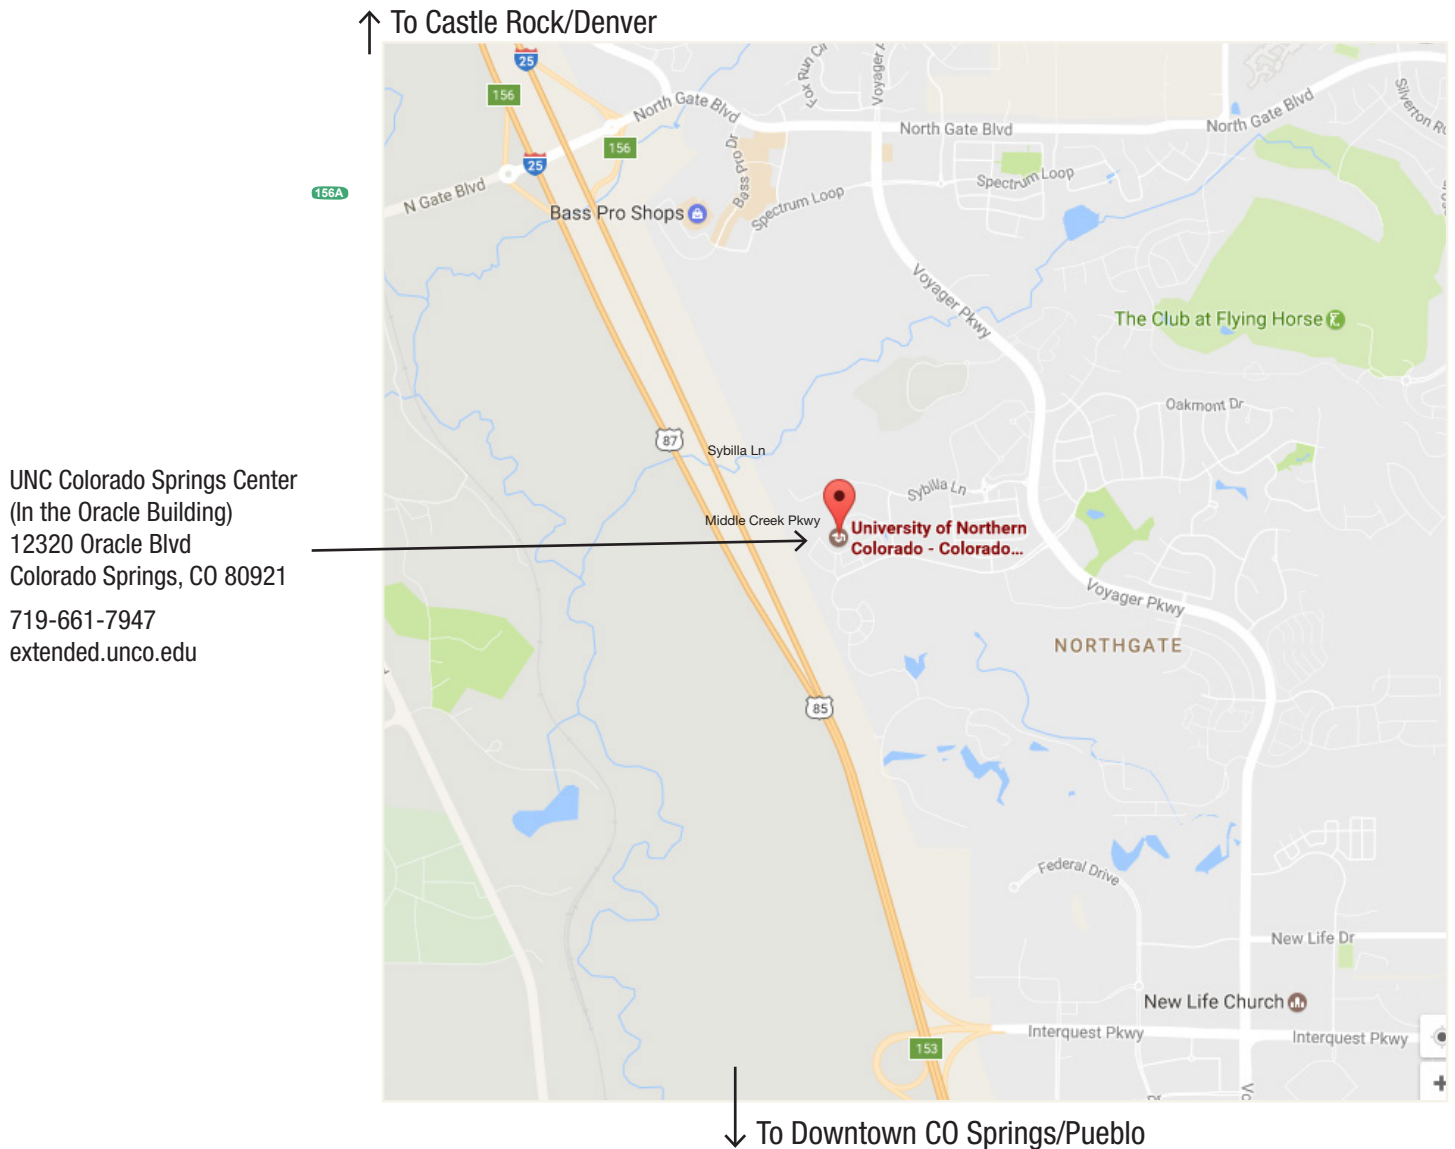 To Castle Rock/Denver
25
156
North Gate Blvd
Fox Run Cir
Voyager
North Gate Blvd
North Gate Blvd
Silverton
156
25
156A
N Gate Blvd
Bass Pro Dr
Spectrum Loop
Spectrum Loop
Bass Pro Shops
Voyager Pkwy
The Club at Flying Horse
Oakmont Dr
87
Sybilla Ln
Sybilla Ln
Middle Creek Pkwy
University of Northern
Colorado - Colorado...
UNC Colorado Springs Center
(In the Oracle Building)
12320 Oracle Blvd
Colorado Springs, CO 80921
719-661-7947
extended.unco.edu
Voyager Pkwy
NORTHGATE
85
Federal Drive
New Life Dr
New Life Church
Interquest Pkwy
Interquest Pkwy
153
To Downtown CO Springs/Pueblo